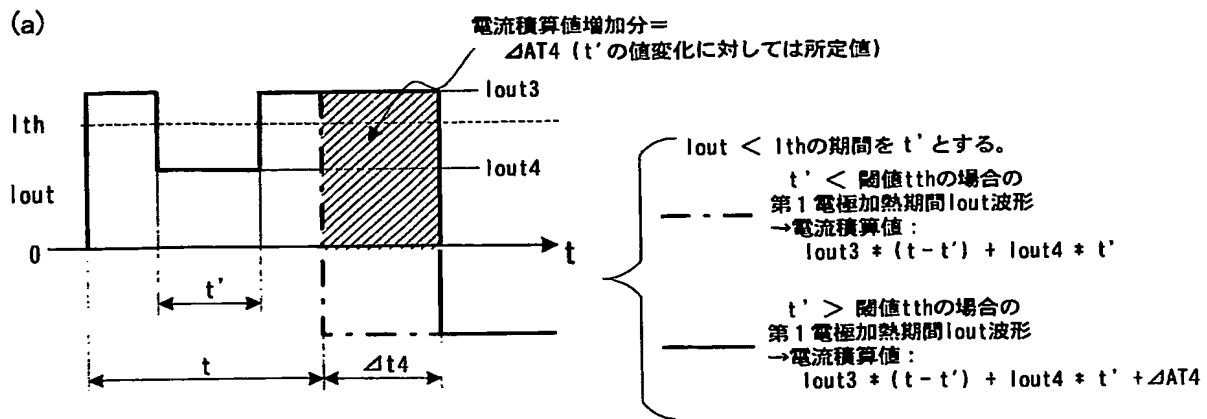 (a)
電流積算値増加分＝
⊿AT4 (t'の値変化に対しては所定値)
Iout3
Ith
Iout4
Iout
0
t
t'
t
⊿t4
Iout < Ithの期間を t' とする。
t' < 閾値tthの場合の
第1電極加熱期間Iout波形
→電流積算値：
Iout3 * (t-t') + Iout4 * t'
t' > 閾値tthの場合の
第1電極加熱期間Iout波形
→電流積算値：
Iout3 * (t-t') + Iout4 * t' +⊿AT4